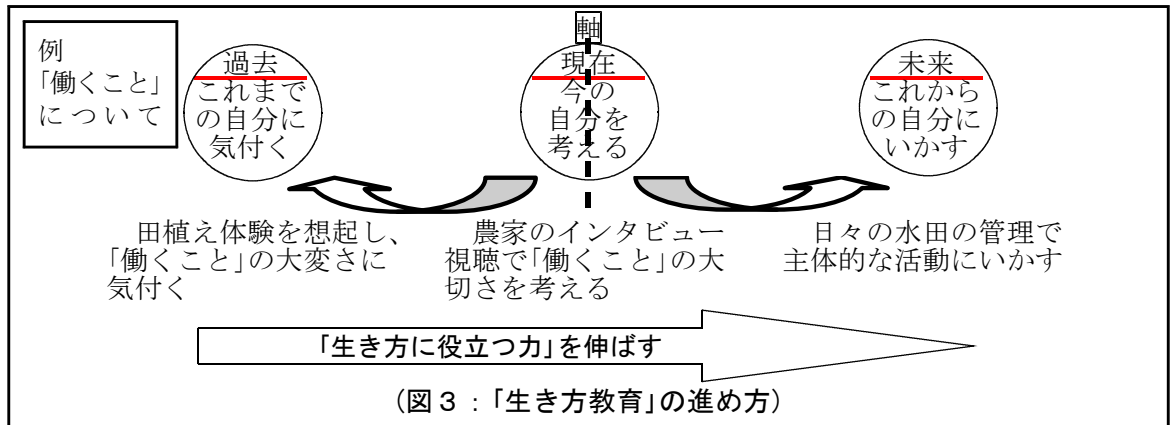 例
「働くこと」
について
軸
過去
これまで
の自分に
気付く
現在
今の
自分を
考える
未来
これから
の自分に
いかす
田植え体験を想起し、
「働くこと」の大変さに
気付く
農家のインタビュー
視聴で「働くこと」の大
切さを考える
日々の水田の管理で
主体的な活動にいかす
「生き方に役立つ力」を伸ばす
(図3:「生き方教育」の進め方)